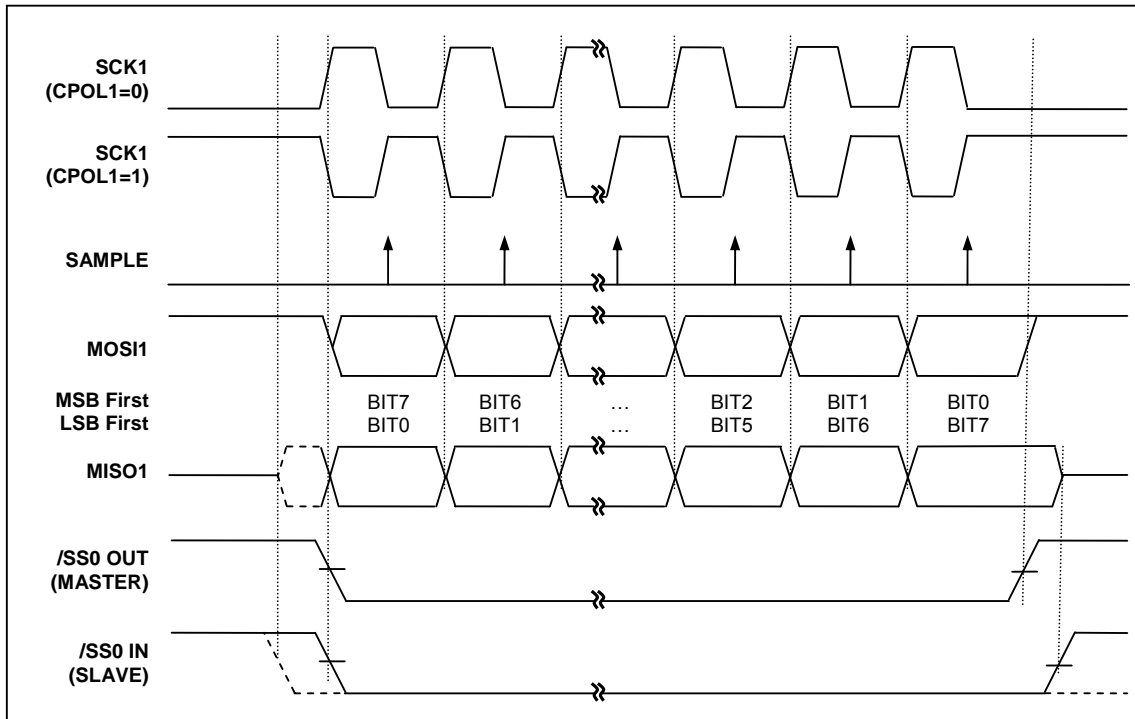 SCK1
(CPOL1=0)
SCK1
(CPOL1=1)
SAMPLE
MOSI1
MSB First BIT7 BIT6 ... BIT2 BIT1 BIT0
LSB First BIT0 BIT1 ... BIT5 BIT6 BIT7
MISO1
/SS0 OUT
(MASTER)
/SS0 IN
(SLAVE)